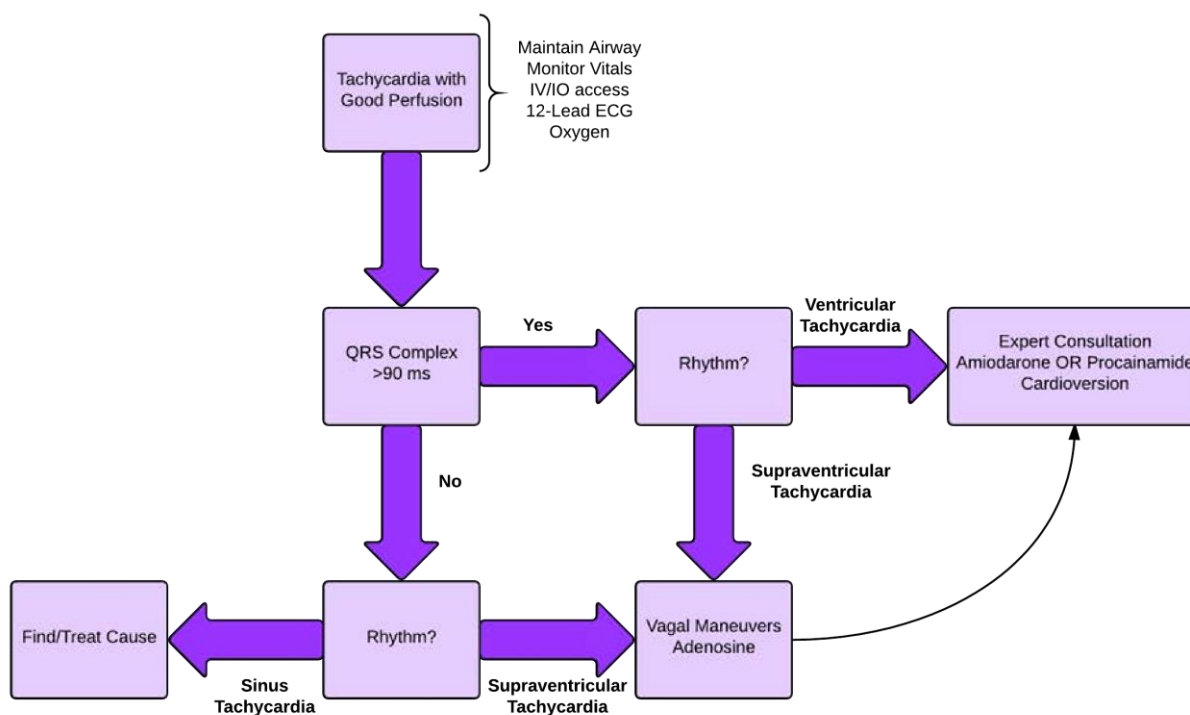 Tachycardia with
Good Perfusion
Maintain Airway
Monitor Vitals
IV/IO access
12-Lead ECG
Oxygen
QRS Complex
>90 ms
Yes
Rhythm?
Ventricular
Tachycardia
Expert Consultation
Amiodarone OR Procainamide
Cardioversion
No
Supraventricular
Tachycardia
Find/Treat Cause
Sinus
Tachycardia
Rhythm?
Supraventricular
Tachycardia
Vagal Maneuvers
Adenosine